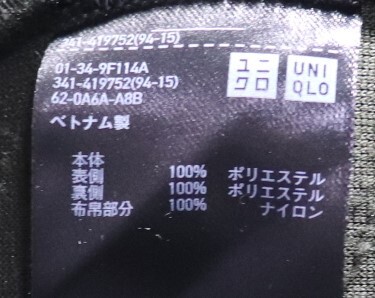 341-419752(94-15)
01-34-9F114A
341-419752(94-15)
62-0A6A-A8B
ベトナム製
ユニクロ
UNIQLO
本体
表側 100% ポリエステル
裏側 100% ポリエステル
布帛部分 100% ナイロン